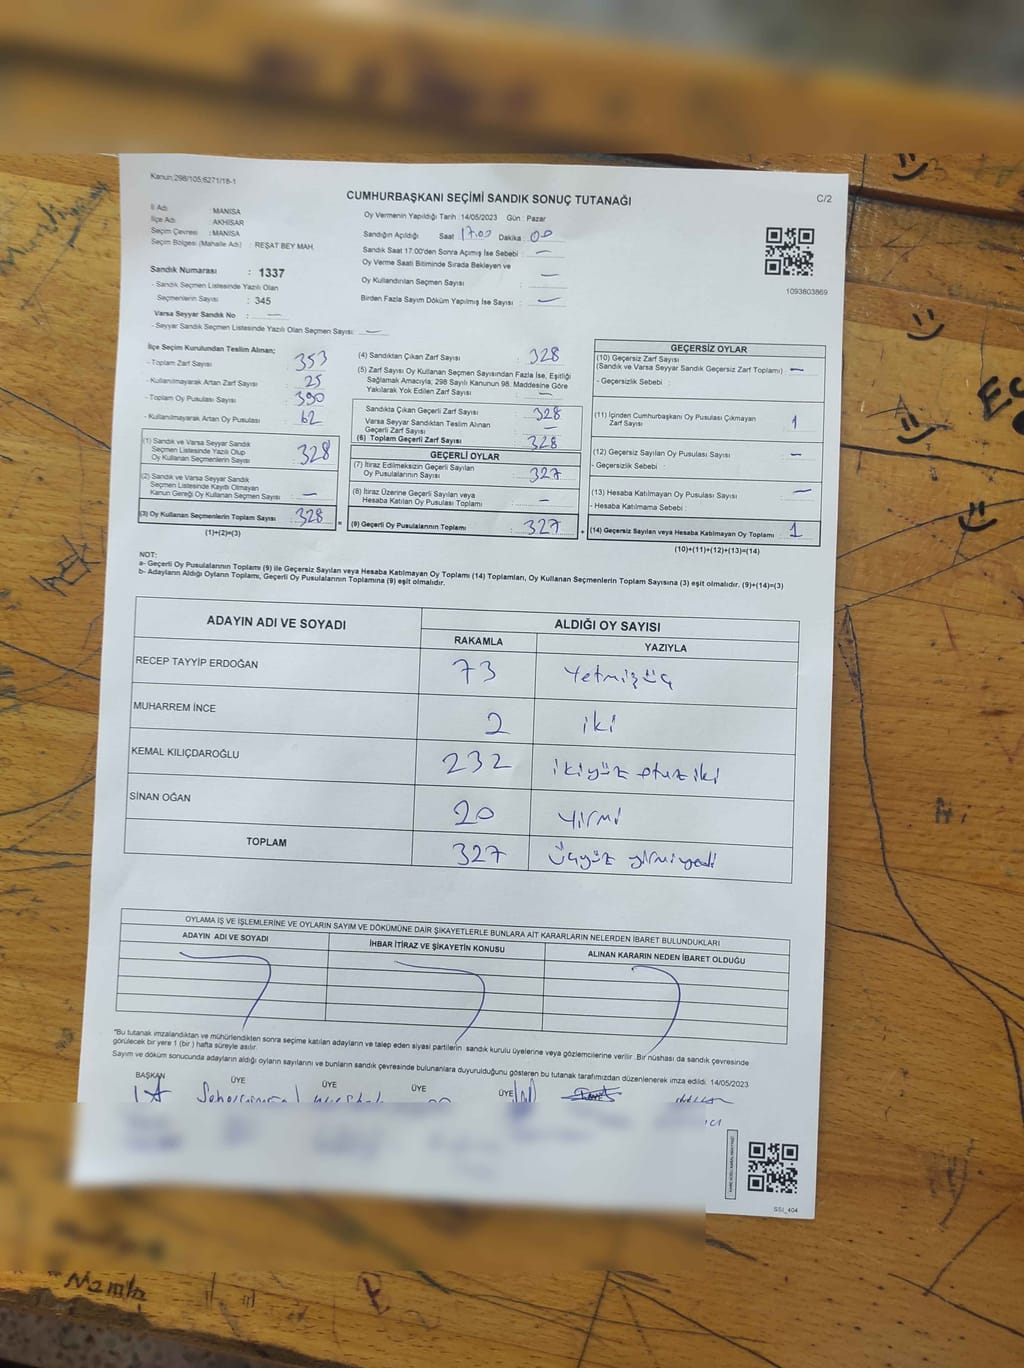 Kanun:298/105;6271/18-1
C/2
CUMHURBAŞKANI SEÇİMİ SANDIK SONUÇ TUTANAĞI
İl Adı : MANİSA
İlçe Adı : AKHİSAR
Seçim Çevresi : MANİSA
Seçim Bölgesi (Mahalle Adı) : REŞAT BEY MAH.
Sandık Numarası : 1337
- Sandık Seçmen Listesinde Yazılı Olan
Seçmenlerin Sayısı : 345
Varsa Seyyar Sandık No : —
- Seyyar Sandık Seçmen Listesinde Yazılı Olan Seçmen Sayısı : —
Oy Vermenin Yapıldığı Tarih :14/05/2023 Gün : Pazar
Sandığın Açıldığı Saat 17.00 Dakika : 00
Sandık Saat 17:00'den Sonra Açımış İse Sebebi : —
Oy Verme Saati Bitiminde Sırada Bekleyen ve
Oy Kullandırılan Seçmen Sayısı : —
Birden Fazla Sayım Döküm Yapılmış İse Sayısı : —
1093803869
İlçe Seçim Kurulundan Teslim Alınan;
- Toplam Zarf Sayısı : 353
- Kullanılmayarak Artan Zarf Sayısı : 25
- Toplam Oy Pusulası : 390
- Kullanılmayarak Artan Oy Pusulası : 62
(1) Sandık ve Varsa Seyyar Sandık
Seçmen Listesinde Yazılı Olup
Oy Kullanan Seçmenlerin Sayısı : 328
(2) Sandık ve Varsa Seyyar Sandık
Seçmen Listesinde Kayıtlı Olmayan
Kanun Gereği Oy Kullanan Seçmen Sayısı : —
(3) Oy Kullanan Seçmenlerin Toplam Sayısı : 328
(1)+(2)=(3)
(4) Sandıktan Çıkan Zarf Sayısı : 328
(5) Zarf Sayısı Oy Kullanan Seçmen Sayısından Fazla İse, Eşitliği
Sağlamak Amacıyla; 298 Sayılı Kanunun 98. Maddesine Göre
Yakılarak Yok Edilen Zarf Sayısı : —
Sandıkta Çıkan Geçerli Zarf Sayısı : 328
Varsa Seyyar Sandıktan Teslim Alınan
Geçerli Zarf Sayısı : —
(6) Toplam Geçerli Zarf Sayısı : 328
GEÇERLİ OYLAR
(7) İtiraz Edilmeksizin Geçerli Sayılan
Oy Pusulalarının Sayısı : 327
(8) İtiraz Üzerine Geçerli Sayılan veya
Hesaba Katılan Oy Pusulası Toplamı : —
= (9) Geçerli Oy Pusulalarının Toplamı : 327
GEÇERSİZ OYLAR
(10) Geçersiz Zarf Sayısı
(Sandık ve Varsa Seyyar Sandık Geçersiz Zarf Toplamı) : —
- Geçersizlik Sebebi :
(11) İçinden Cumhurbaşkanı Oy Pusulası Çıkmayan
Zarf Sayısı : 1
(12) Geçersiz Sayılan Oy Pusulası Sayısı : —
- Geçersizlik Sebebi :
(13) Hesaba Katılmayan Oy Pusulası Sayısı : —
- Hesaba Katılmama Sebebi :
+ (14) Geçersiz Sayılan veya Hesaba Katılmayan Oy Toplamı : 1
(10)+(11)+(12)+(13)=(14)
NOT:
a- Geçerli Oy Pusulalarının Toplamı (9) ile Geçersiz Sayılan veya Hesaba Katılmayan Oy Toplamı (14) Toplamları, Oy Kullanan Seçmenlerin Toplam Sayısına (3) eşit olmalıdır. (9)+(14)=(3)
b- Adayların Aldığı Oyların Toplamı, Geçerli Oy Pusulalarının Toplamına (9) eşit olmalıdır.
ADAYIN ADI VE SOYADI ALDIĞI OY SAYISI
RAKAMLA YAZIYLA
RECEP TAYYİP ERDOĞAN 73 Yetmişüç
MUHARREM İNCE 2 iki
KEMAL KILIÇDAROĞLU 232 ikiyüz otuz iki
SİNAN OĞAN 20 yirmi
TOPLAM 327 üçyüz yirmiyedi
OYLAMA İŞ VE İŞLEMLERİNE VE OYLARIN SAYIM VE DÖKÜMÜNE DAİR ŞİKAYETLERLE BUNLARA AİT KARARLARIN NELERDEN İBARET BULUNDUKLARI
ADAYIN ADI VE SOYADI İHBAR İTİRAZ VE ŞİKAYETİN KONUSU ALINAN KARARIN NEDEN İBARET OLDUĞU
"Bu tutanak imzalandıktan ve mühürlendikten sonra seçime katılan adayların ve talep eden siyasi partilerin sandık kurulu üyelerine veya gözlemcilerine verilir. Bir nüshası da sandık çevresinde
görülecek bir yere 1 (bir) hafta süreyle asılır.
Sayım ve döküm sonucunda adayların aldığı oyların sayılarını ve bunların sandık çevresinde bulunanlara duyurulduğunu gösteren bu tutanak tarafımızdan düzenlenerek imza edildi. 14/05/2023
BAŞKAN ÜYE ÜYE ÜYE ÜYE
SSI_404